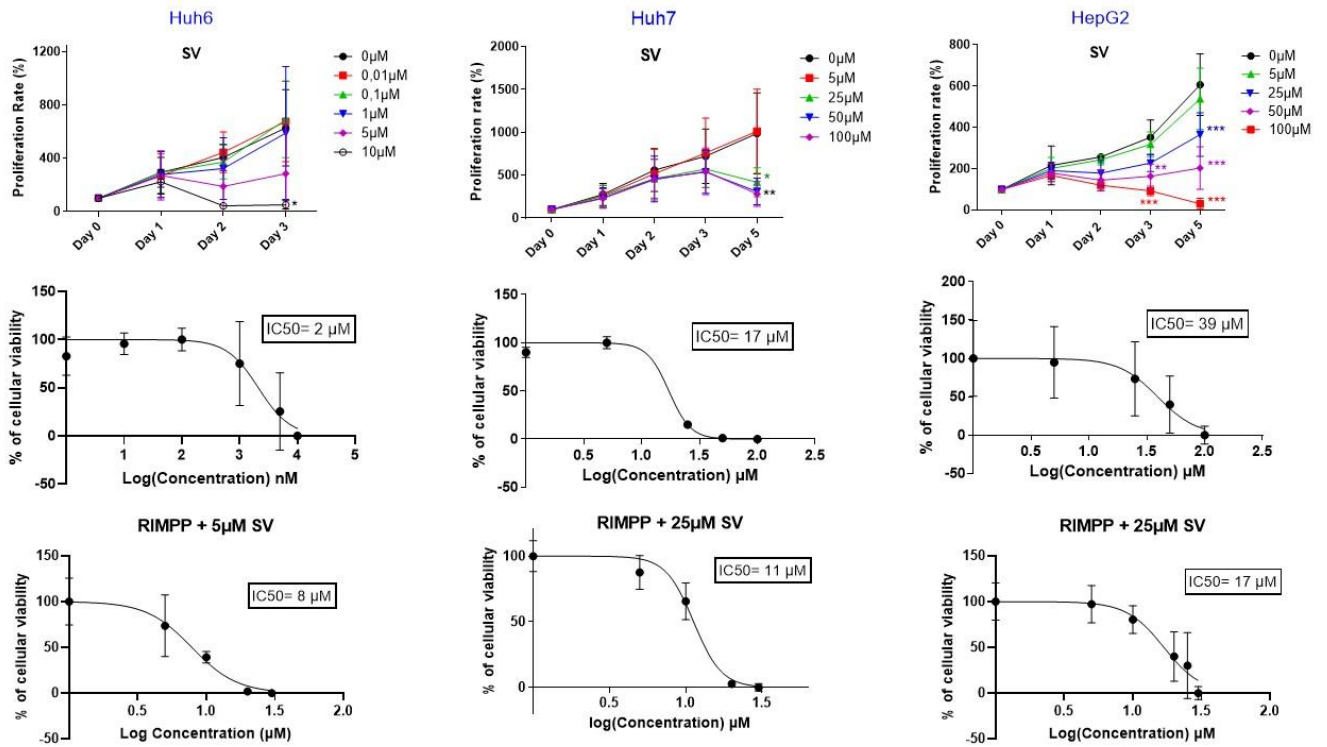 Huh6
Huh7
HepG2
SV
Proliferation Rate (%)
1200
800
400
0
Day 0
Day 1
Day 2
Day 3
0µM
0,01µM
0,1µM
1µM
5µM
10µM
*
SV
Proliferation rate (%)
2000
1500
1000
500
0
Day 0
Day 1
Day 2
Day 3
Day 5
0µM
5µM
25µM
50µM
100µM
*
**
SV
Proliferation rate (%)
800
600
400
200
0
Day 0
Day 1
Day 2
Day 3
Day 5
0µM
5µM
25µM
50µM
100µM
***
**
***
***
***
% of cellular viability
150
100
50
0
-50
1
2
3
4
5
Log(Concentration) nM
IC50= 2 µM
% of cellular viability
150
100
50
0
-50
0.5
1.0
1.5
2.0
2.5
Log(Concentration) µM
IC50= 17 µM
% of cellular viability
200
150
100
50
0
-50
0.5
1.0
1.5
2.0
2.5
Log(Concentration) µM
IC50= 39 µM
RIMPP + 5µM SV
% of cellular viability
150
100
50
0
-50
0.5
1.0
1.5
2.0
Log Concentration (µM)
IC50= 8 µM
RIMPP + 25µM SV
% of cellular viability
100
50
0
0.5
1.0
1.5
log(Concentration) µM
IC50= 11 µM
RIMPP + 25µM SV
% of cellular viability
150
100
50
0
-50
0.5
1.0
1.5
2.0
Log(Concentration) µM
IC50= 17 µM